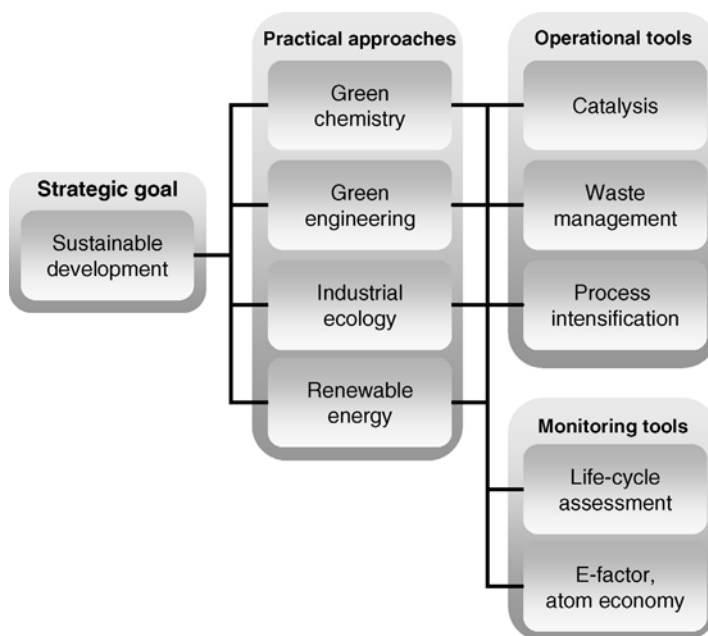 Strategic goal
Sustainable
development
Practical approaches
Green
chemistry
Green
engineering
Industrial
ecology
Renewable
energy
Operational tools
Catalysis
Waste
management
Process
intensification
Monitoring tools
Life-cycle
assessment
E-factor,
atom economy